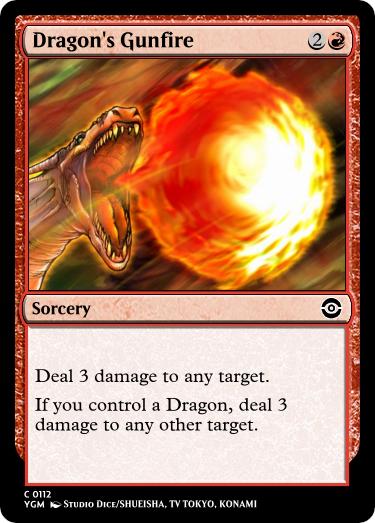 Dragon's Gunfire 2
Sorcery
Deal 3 damage to any target.
If you control a Dragon, deal 3
damage to any other target.
C 0112
YGM Studio Dice/SHUEISHA, TV TOKYO, KONAMI